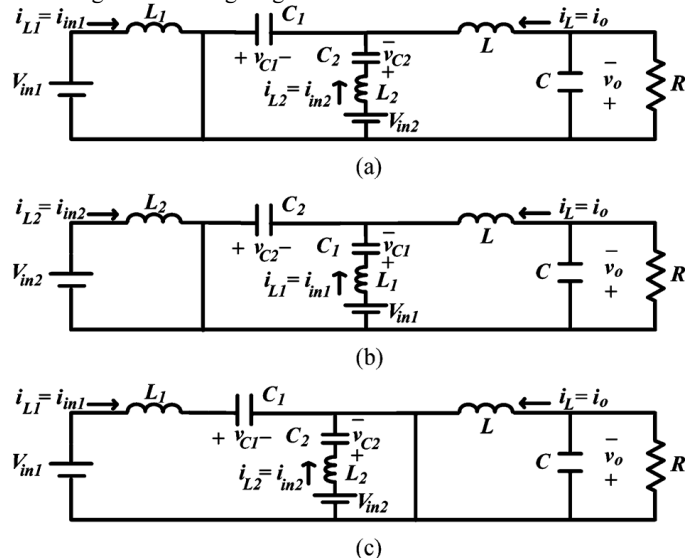 i_L1 = i_in1 L_1 C_1 i_L = i_o
+ v_C1 − C_2 − v_C2 + L
V_in1 i_L2 = i_in2 L_2 C − v_o + R
V_in2
(a)
i_L2 = i_in2 L_2 C_2 i_L = i_o
+ v_C2 − C_1 − v_C1 + L
V_in2 i_L1 = i_in1 L_1 C − v_o + R
V_in1
(b)
i_L1 = i_in1 L_1 C_1 i_L = i_o
+ v_C1 − C_2 − v_C2 + L
V_in1 i_L2 = i_in2 L_2 C − v_o + R
V_in2
(c)